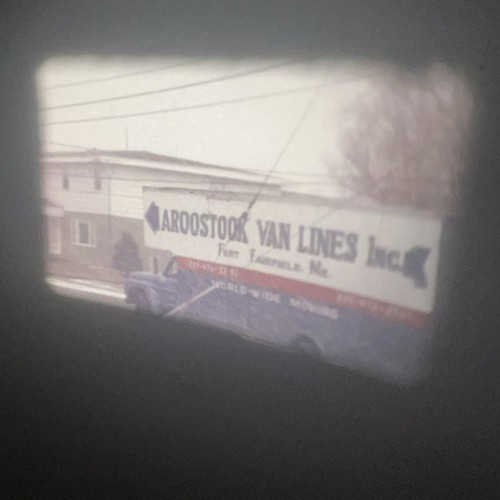 AROOSTOOK VAN LINES Inc.
FORT FAIRFIELD, ME.
WORLD-WIDE MOVING